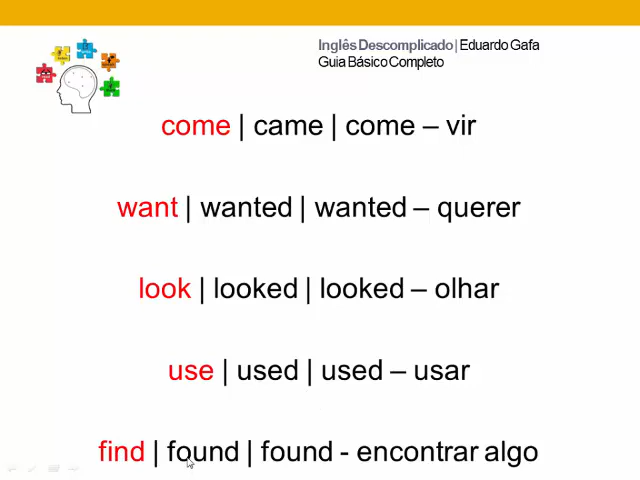 Inglês Descomplicado | Eduardo Gafa
Guia Básico Completo
come | came | come – vir
want | wanted | wanted – querer
look | looked | looked – olhar
use | used | used – usar
find | found | found - encontrar algo